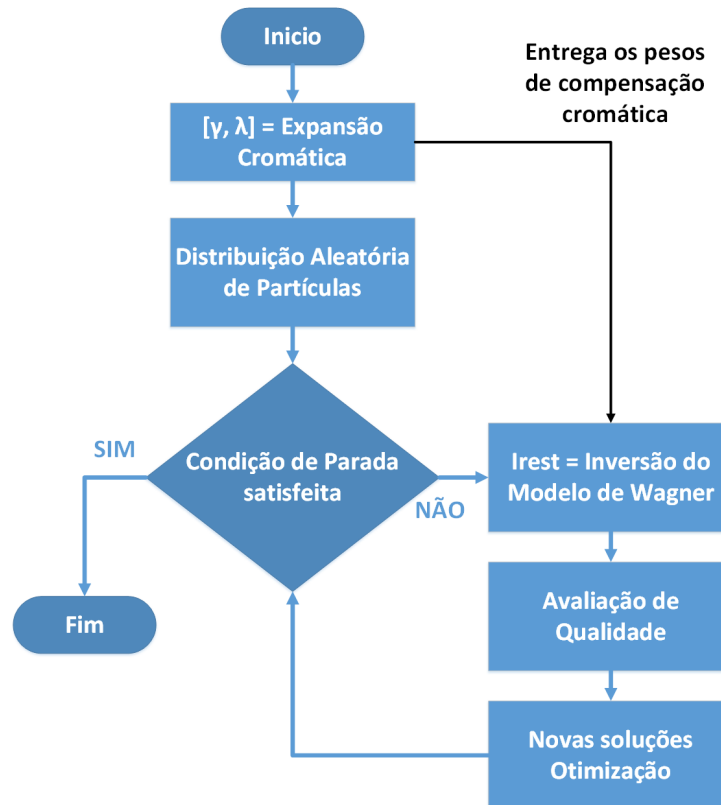 Inicio
Entrega os pesos
de compensação
cromática
[γ, λ] = Expansão
Cromática
Distribuição Aleatória
de Partículas
SIM
Condição de Parada
satisfeita
NÃO
Irest = Inversão do
Modelo de Wagner
Fim
Avaliação de
Qualidade
Novas soluções
Otimização